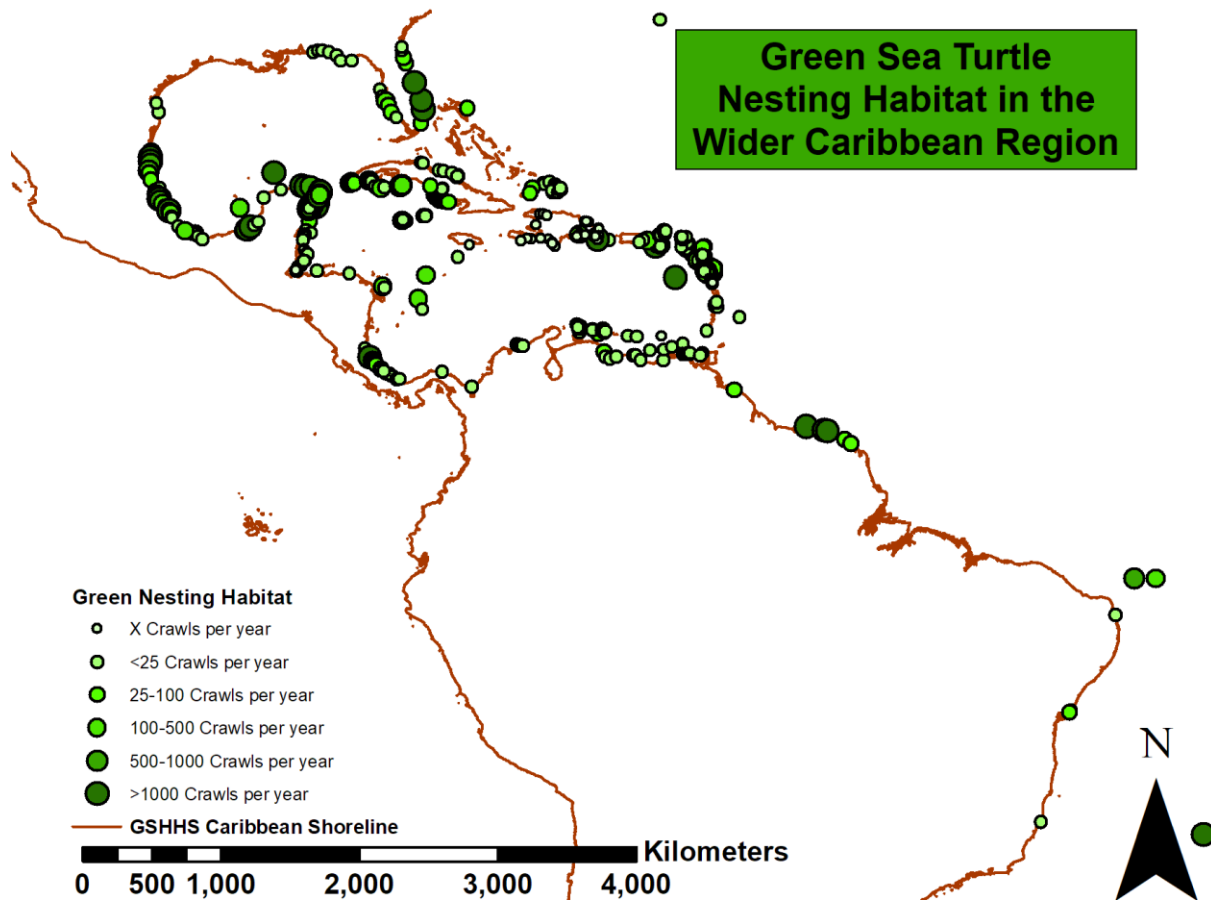 Green Sea Turtle
Nesting Habitat in the
Wider Caribbean Region
Green Nesting Habitat
X Crawls per year
<25 Crawls per year
25-100 Crawls per year
100-500 Crawls per year
500-1000 Crawls per year
>1000 Crawls per year
GSHHS Caribbean Shoreline
Kilometers
0 500 1,000 2,000 3,000 4,000
N